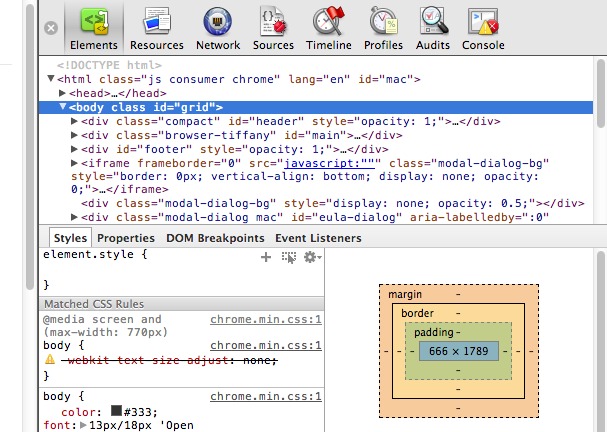 Elements Resources Network Sources Timeline Profiles Audits Console
<!DOCTYPE html>
▼<html class="js consumer chrome" lang="en" id="mac">
▶<head>…</head>
▼<body class id="grid">
▶<div class="compact" id="header" style="opacity: 1;">…</div>
▶<div class="browser-tiffany" id="main">…</div>
▶<div id="footer" style="opacity: 1;">…</div>
▶<iframe frameborder="0" src="javascript:""" class="modal-dialog-bg"
style="border: 0px; vertical-align: bottom; display: none; opacity:
0;">…</iframe>
<div class="modal-dialog-bg" style="display: none; opacity: 0.5;"></div>
▶<div class="modal-dialog mac" id="eula-dialog" aria-labelledby=":0"
Styles Properties DOM Breakpoints Event Listeners
element.style {
}
Matched CSS Rules
@media screen and chrome.min.css:1
(max-width: 770px)
body { chrome.min.css:1
-webkit-text-size-adjust: none;
}
body { chrome.min.css:1
color: #333;
font: ▶13px/18px 'Open
margin -
border -
padding -
- - - 666 × 1789 - - -
-
-
-